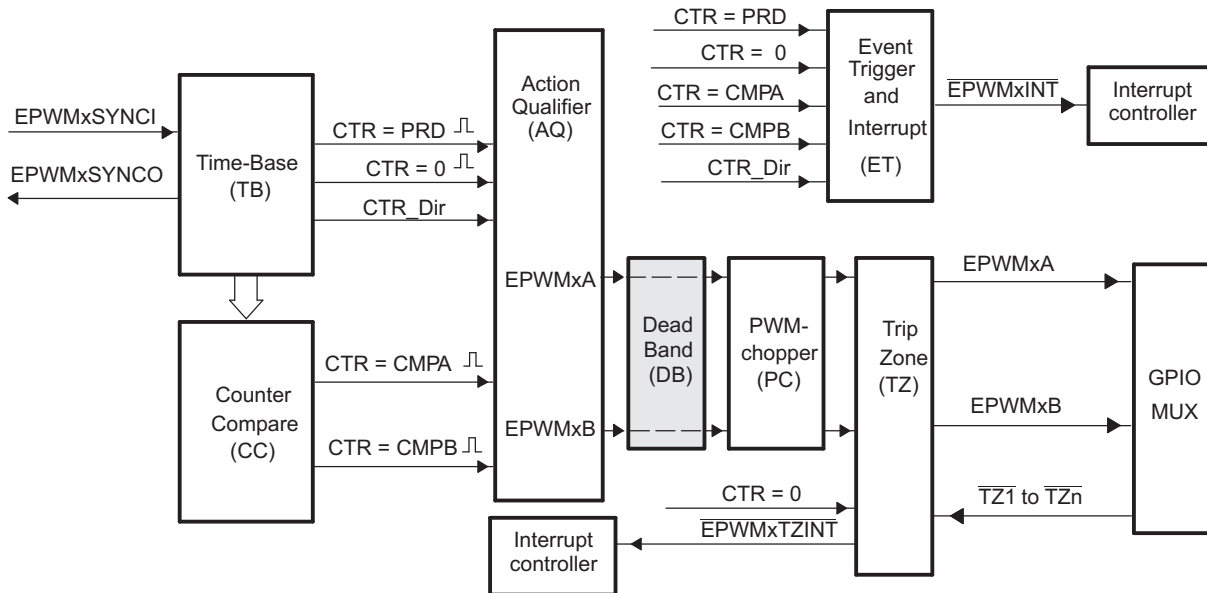 EPWMxSYNCI
EPWMxSYNCO
Time-Base
(TB)
CTR = PRD
CTR = 0
CTR_Dir
Counter
Compare
(CC)
CTR = CMPA
CTR = CMPB
Action
Qualifier
(AQ)
EPWMxA
EPWMxB
CTR = PRD
CTR = 0
CTR = CMPA
CTR = CMPB
CTR_Dir
Event
Trigger
and
Interrupt
(ET)
EPWMxINT
Interrupt
controller
Dead
Band
(DB)
PWM-
chopper
(PC)
Trip
Zone
(TZ)
EPWMxA
EPWMxB
TZ1 to TZn
GPIO
MUX
CTR = 0
EPWMxTZINT
Interrupt
controller